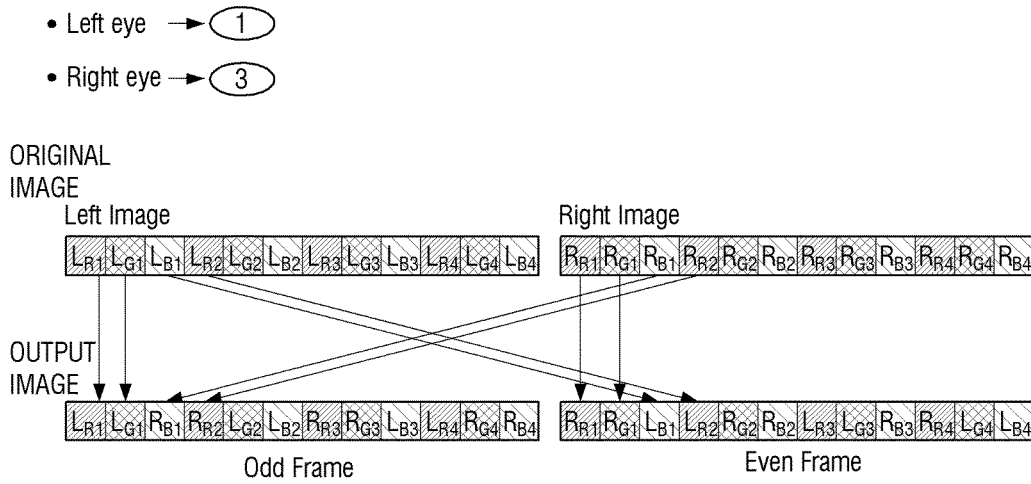 • Left eye → 1
• Right eye → 3
ORIGINAL
IMAGE
Left Image
Right Image
LR1 LG1 LB1 LR2 LG2 LB2 LR3 LG3 LB3 LR4 LG4 LB4
RR1 RG1 RB1 RR2 RG2 RB2 RR3 RG3 RB3 RR4 RG4 RB4
OUTPUT
IMAGE
LR1 LG1 RB1 RR2 LG2 LB2 RR3 RG3 LB3 LR4 RG4 RB4
RR1 RG1 LB1 LR2 RG2 RB2 LR3 LG3 RB3 RR4 LG4 LB4
Odd Frame
Even Frame